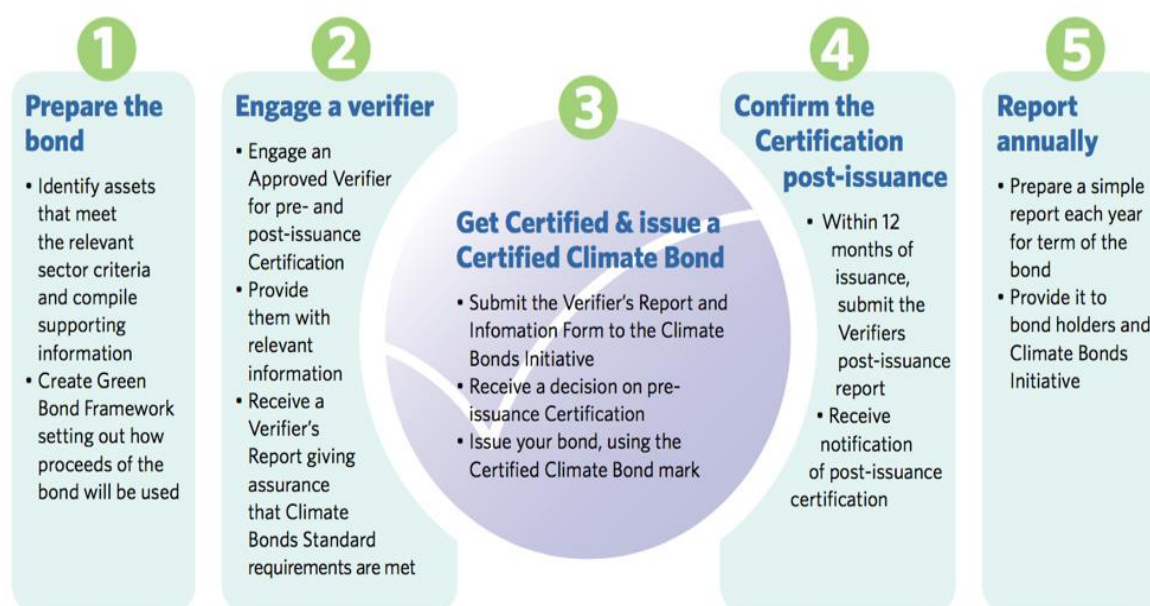 1
Prepare the
bond
• Identify assets
that meet
the relevant
sector criteria
and compile
supporting
information
• Create Green
Bond Framework
setting out how
proceeds of the
bond will be used
2
Engage a verifier
• Engage an
Approved Verifier
for pre- and
post-issuance
Certification
• Provide
them with
relevant
information
• Receive a
Verifier's
Report giving
assurance
that Climate
Bonds Standard
requirements are met
3
Get Certified & issue a
Certified Climate Bond
• Submit the Verifier's Report and
Infomation Form to the Climate
Bonds Initiative
• Receive a decision on pre-
issuance Certification
• Issue your bond, using the
Certified Climate Bond mark
4
Confirm the
Certification
post-issuance
• Within 12
months of
issuance,
submit the
Verifiers
post-issuance
report
• Receive
notification
of post-issuance
certification
5
Report
annually
• Prepare a simple
report each year
for term of the
bond
• Provide it to
bond holders and
Climate Bonds
Initiative